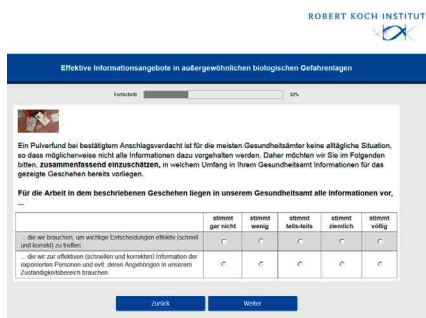 ROBERT KOCH INSTITUT
Effektive Informationsangebote in außergewöhnlichen biologischen Gefahrenlagen
Fortschritt 32%
Ein Pulverfund bei bestätigtem Anschlagsverdacht ist für die meisten Gesundheitsämter keine alltägliche Situation,
so dass möglicherweise nicht alle Informationen dazu vorgehalten werden. Daher möchten wir Sie im Folgenden
bitten, zusammenfassend einzuschätzen, in welchem Umfang in Ihrem Gesundheitsamt Informationen für das
gezeigte Geschehen bereits vorliegen.
Für die Arbeit in dem beschriebenen Geschehen liegen in unserem Gesundheitsamt alle Informationen vor,
...
stimmt stimmt stimmt stimmt stimmt
gar nicht wenig teils-teils ziemlich völlig
... die wir brauchen, um wichtige Entscheidungen effektiv (schnell
und korrekt) zu treffen
... die wir zur effektiven (schnellen und korrekten) Information der
exponierten Personen und evtl. deren Angehörigen in unserem
Zuständigkeitsbereich brauchen
Zurück Weiter